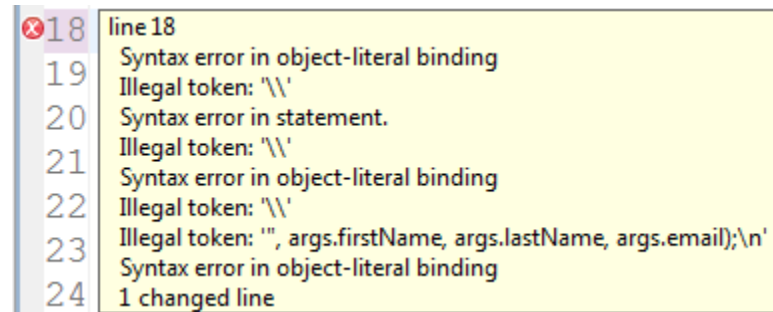 18
19
20
21
22
23
24
line 18
Syntax error in object-literal binding
Illegal token: '\\'
Syntax error in statement.
Illegal token: '\\'
Syntax error in object-literal binding
Illegal token: '\\'
Illegal token: '", args.firstName, args.lastName, args.email);\n'
Syntax error in object-literal binding
1 changed line